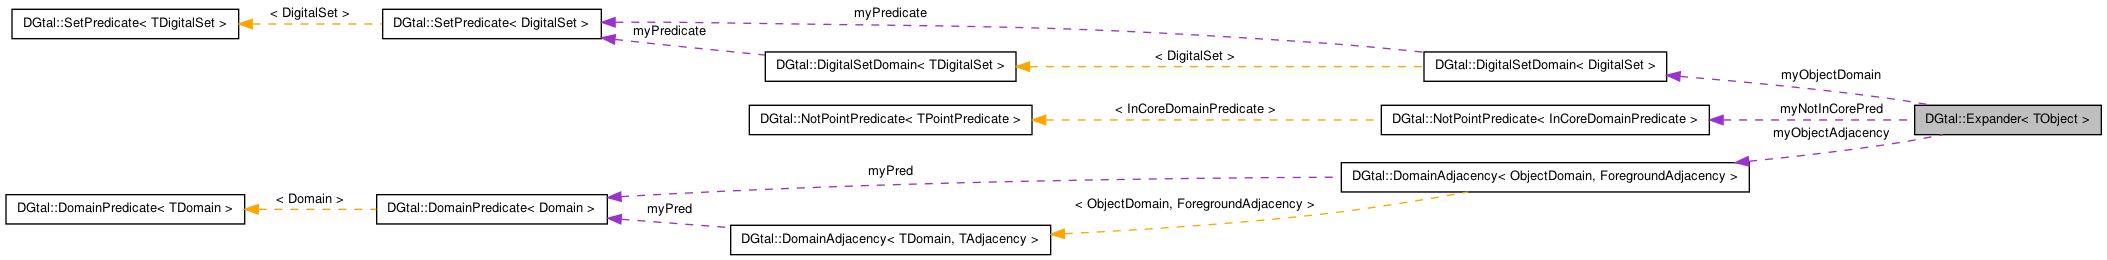 DGtal::SetPredicate< TDigitalSet >
< DigitalSet >
DGtal::SetPredicate< DigitalSet >
myPredicate
myPredicate
DGtal::DigitalSetDomain< TDigitalSet >
< DigitalSet >
DGtal::DigitalSetDomain< DigitalSet >
myObjectDomain
DGtal::NotPointPredicate< TPointPredicate >
< InCoreDomainPredicate >
DGtal::NotPointPredicate< InCoreDomainPredicate >
myNotInCorePred
DGtal::Expander< TObject >
myObjectAdjacency
myPred
DGtal::DomainAdjacency< ObjectDomain, ForegroundAdjacency >
DGtal::DomainPredicate< TDomain >
< Domain >
DGtal::DomainPredicate< Domain >
myPred
< ObjectDomain, ForegroundAdjacency >
DGtal::DomainAdjacency< TDomain, TAdjacency >